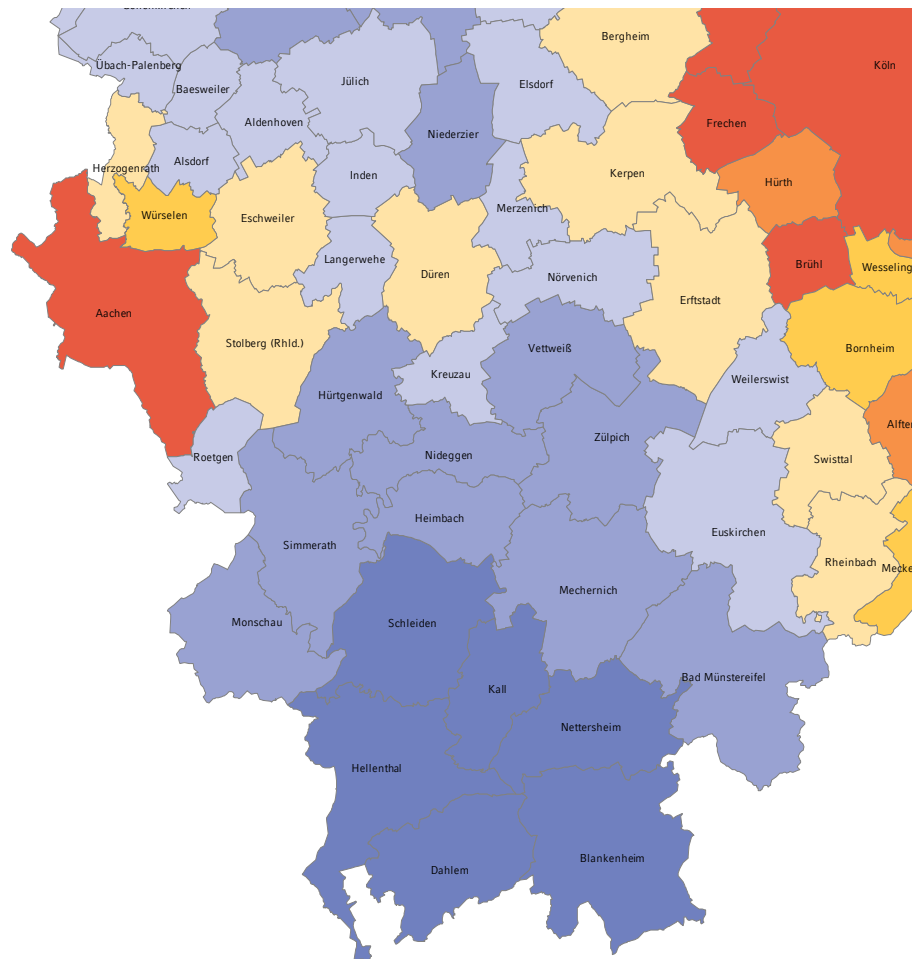 Bergheim
Köln
Übach-Palenberg
Jülich
Elsdorf
Baesweiler
Aldenhoven
Frechen
Niederzier
Alsdorf
Herzogenrath
Inden
Kerpen
Hürth
Würselen
Eschweiler
Merzenich
Langerwehe
Düren
Nörvenich
Brühl
Wesseling
Erftstadt
Aachen
Stolberg (Rhld.)
Vettweiß
Bornheim
Kreuzau
Weilerswist
Hürtgenwald
Alfter
Zülpich
Roetgen
Nideggen
Swisttal
Heimbach
Euskirchen
Simmerath
Rheinbach
Mecke
Mechernich
Monschau
Schleiden
Bad Münstereifel
Kall
Nettersheim
Hellenthal
Blankenheim
Dahlem